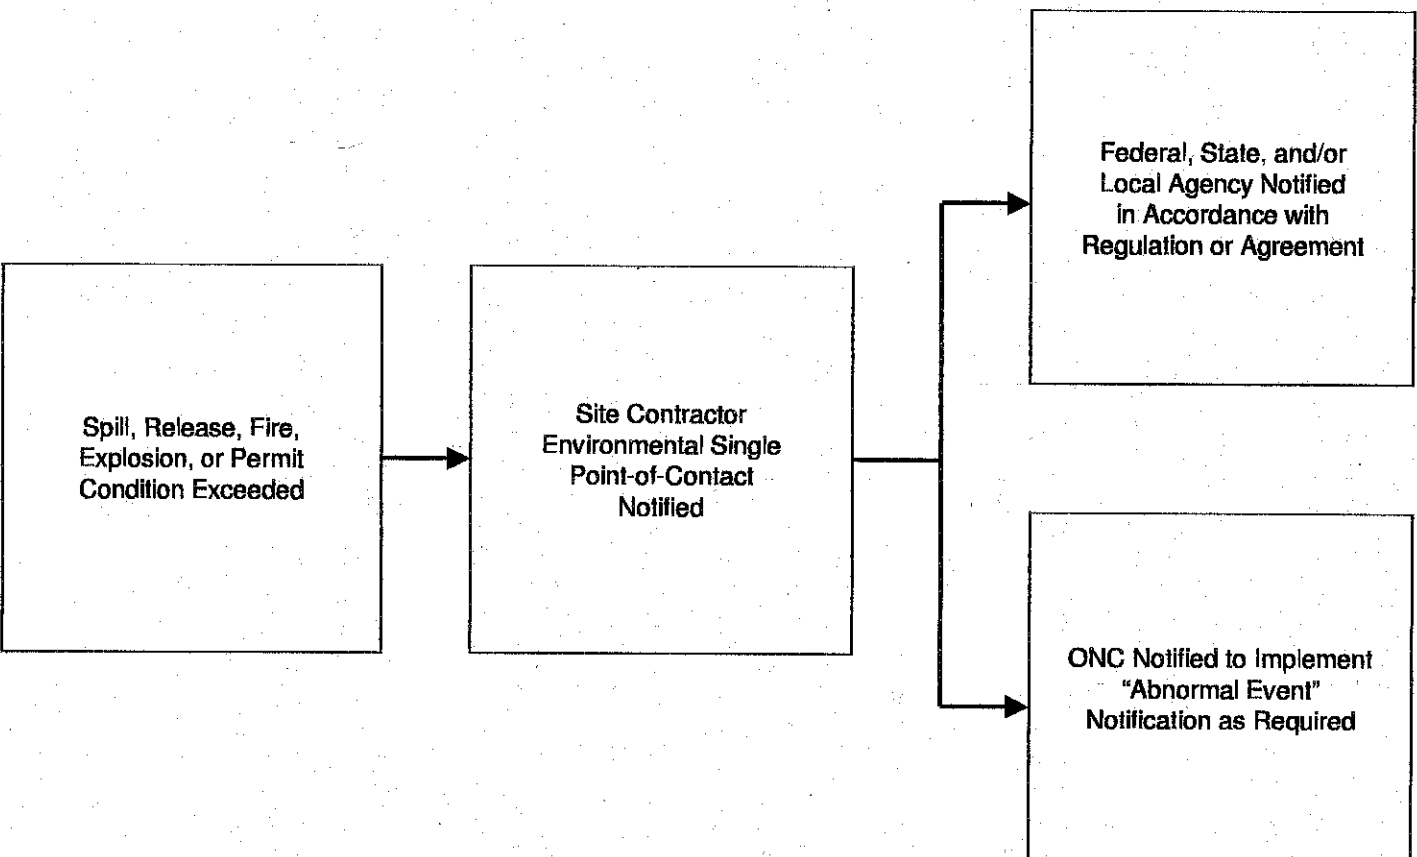 Spill, Release, Fire,
Explosion, or Permit
Condition Exceeded
Site Contractor
Environmental Single
Point-of-Contact
Notified
Federal, State, and/or
Local Agency Notified
in Accordance with
Regulation or Agreement
ONC Notified to Implement
“Abnormal Event”
Notification as Required